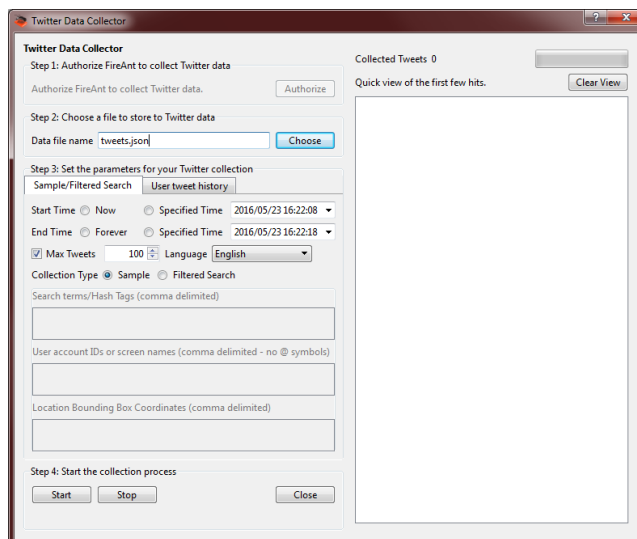 Twitter Data Collector
Twitter Data Collector
Step 1: Authorize FireAnt to collect Twitter data
Authorize FireAnt to collect Twitter data. Authorize
Step 2: Choose a file to store to Twitter data
Data file name tweets.json Choose
Step 3: Set the parameters for your Twitter collection
Sample/Filtered Search User tweet history
Start Time Now Specified Time 2016/05/23 16:22:08
End Time Forever Specified Time 2016/05/23 16:22:18
Max Tweets 100 Language English
Collection Type Sample Filtered Search
Search terms/Hash Tags (comma delimited)
User account IDs or screen names (comma delimited - no @ symbols)
Location Bounding Box Coordinates (comma delimited)
Step 4: Start the collection process
Start Stop Close
Collected Tweets 0
Quick view of the first few hits. Clear View